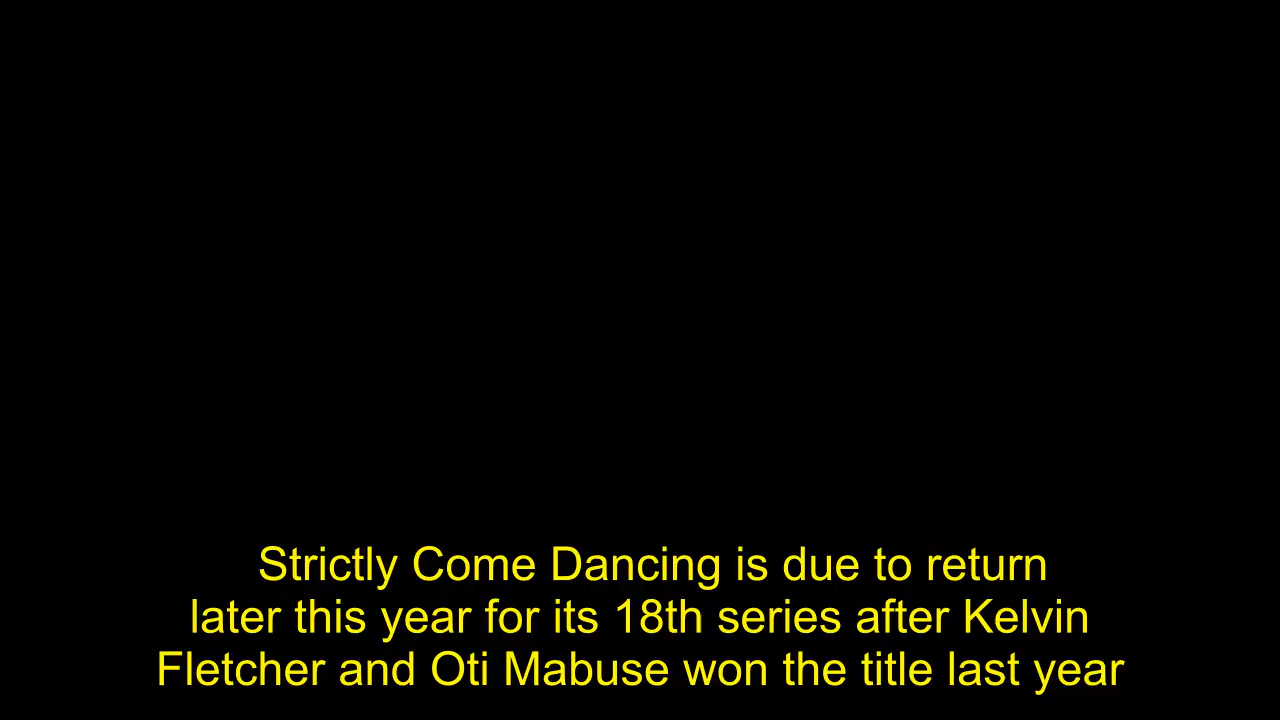 Strictly Come Dancing is due to return
later this year for its 18th series after Kelvin
Fletcher and Oti Mabuse won the title last year